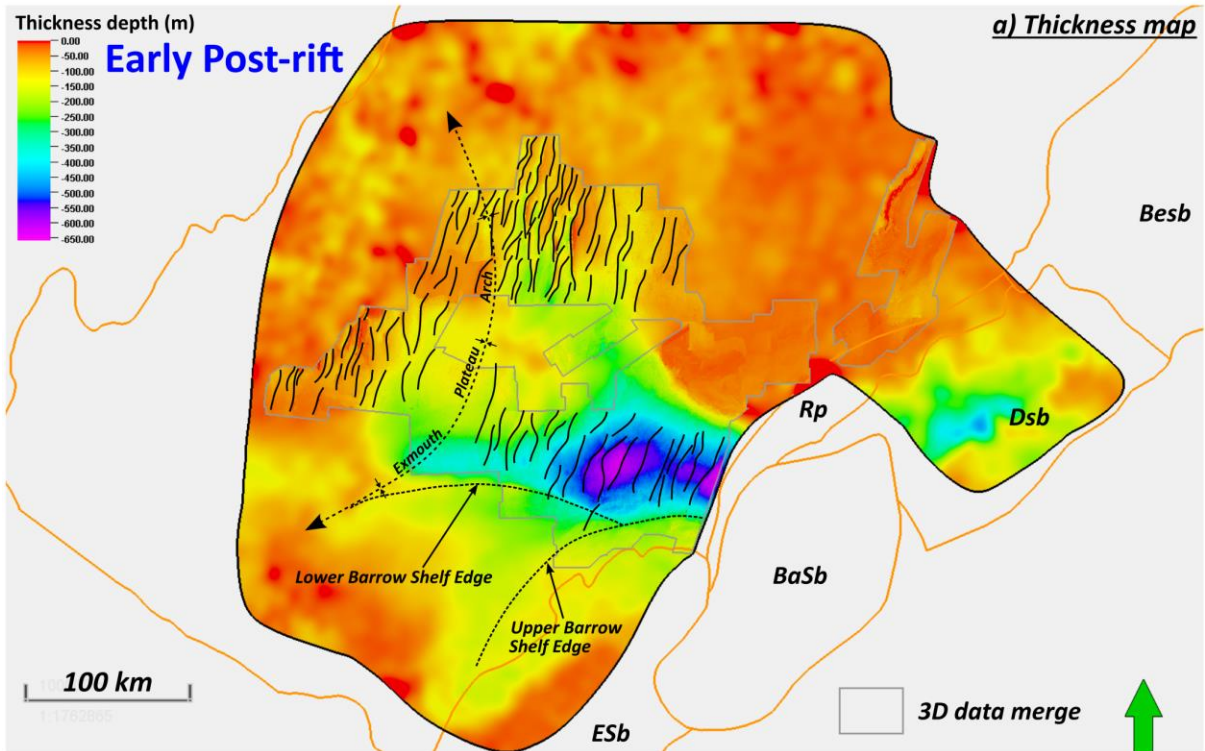 Thickness depth (m)
a) Thickness map
Early Post-rift
0.00
-50.00
-100.00
-150.00
-200.00
-250.00
-300.00
-350.00
-400.00
-450.00
-500.00
-550.00
-600.00
-650.00
Besb
Arch
Plateau
Exmouth
Rp
Dsb
Lower Barrow Shelf Edge
BaSb
Upper Barrow
Shelf Edge
100 km
3D data merge
ESb